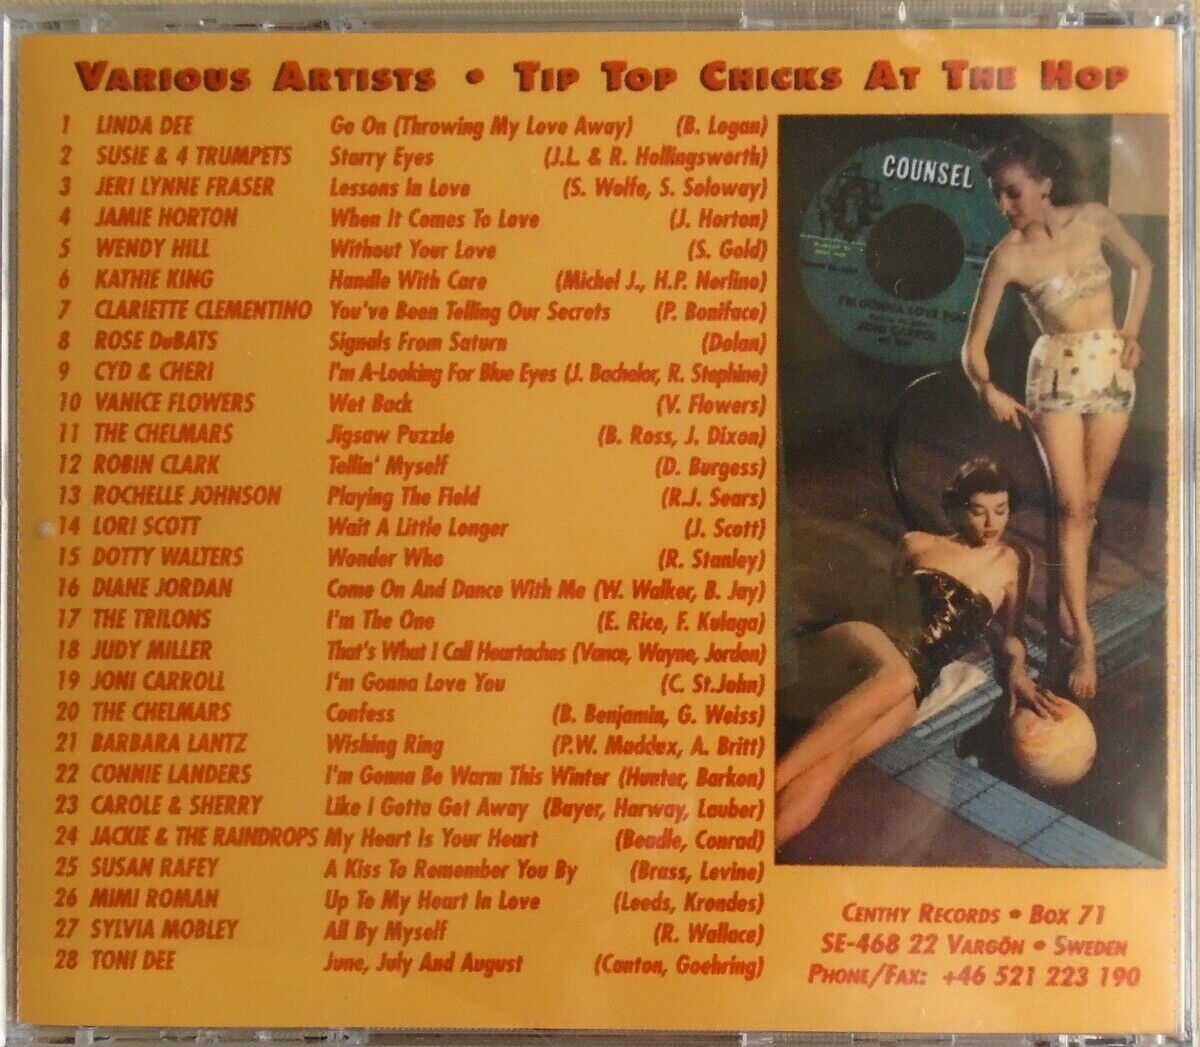 VARIOUS ARTISTS • TIP TOP CHICKS AT THE HOP
1 LINDA DEE Go On (Throwing My Love Away) (B. Logan)
2 SUSIE & 4 TRUMPETS Starry Eyes (J.L. & R. Hollingsworth)
3 JERI LYNNE FRASER Lessons In Love (S. Wolfe, S. Soloway)
4 JAMIE HORTON When It Comes To Love (J. Horton)
5 WENDY HILL Without Your Love (S. Gold)
6 KATHIE KING Handle With Care (Michel J., H.P. Nerlino)
7 CLARIETTE CLEMENTINO You've Been Telling Our Secrets (P. Boniface)
8 ROSE DuBATS Signals From Saturn (Dolan)
9 CYD & CHERI I'm A-Looking For Blue Eyes (J. Bachelor, R. Stephine)
10 VANICE FLOWERS Wet Back (V. Flowers)
11 THE CHELMARS Jigsaw Puzzle (B. Ross, J. Dixon)
12 ROBIN CLARK Tellin' Myself (D. Burgess)
13 ROCHELLE JOHNSON Playing The Field (R.J. Sears)
14 LORI SCOTT Wait A Little Longer (J. Scott)
15 DOTTY WALTERS Wonder Who (R. Stanley)
16 DIANE JORDAN Come On And Dance With Me (W. Walker, B. Jay)
17 THE TRILONS I'm The One (E. Rice, F. Kulaga)
18 JUDY MILLER That's What I Call Heartaches (Vance, Wayne, Jordon)
19 JONI CARROLL I'm Gonna Love You (C. St.John)
20 THE CHELMARS Confess (B. Benjamin, G. Weiss)
21 BARBARA LANTZ Wishing Ring (P.W. Maddux, A. Britt)
22 CONNIE LANDERS I'm Gonna Be Warm This Winter (Hunter, Barkon)
23 CAROLE & SHERRY Like I Gotta Get Away (Bayer, Harway, Lauber)
24 JACKIE & THE RAINDROPS My Heart Is Your Heart (Beadle, Conrad)
25 SUSAN RAFEY A Kiss To Remember You By (Brass, Levine)
26 MIMI ROMAN Up To My Heart In Love (Leeds, Krondes)
27 SYLVIA MOBLEY All By Myself (R. Wallace)
28 TONI DEE June, July And August (Canton, Goehring)
COUNSEL
I'M GONNA LOVE YOU
JONI CARROL
CENTHY RECORDS • BOX 71
SE-468 22 VARGÖN • SWEDEN
PHONE/FAX: +46 521 223 190